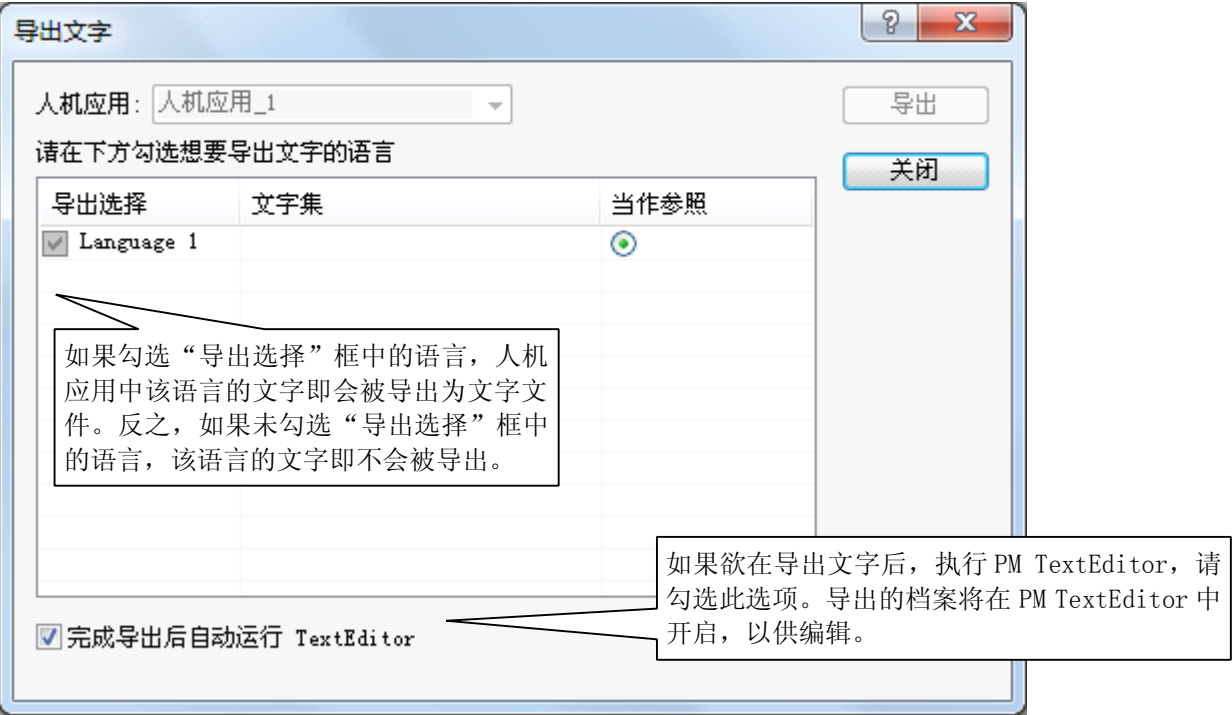 导出文字
人机应用: 人机应用_1
导出
请在下方勾选想要导出文字的语言
关闭
导出选择 文字集 当作参照
Language 1
如果勾选“导出选择”框中的语言，人机
应用中该语言的文字即会被导出为文字文
件。反之，如果未勾选“导出选择”框中
的语言，该语言的文字即不会被导出。
如果欲在导出文字后，执行 PM TextEditor，请
勾选此选项。导出的档案将在 PM TextEditor 中
开启，以供编辑。
完成导出后自动运行 TextEditor